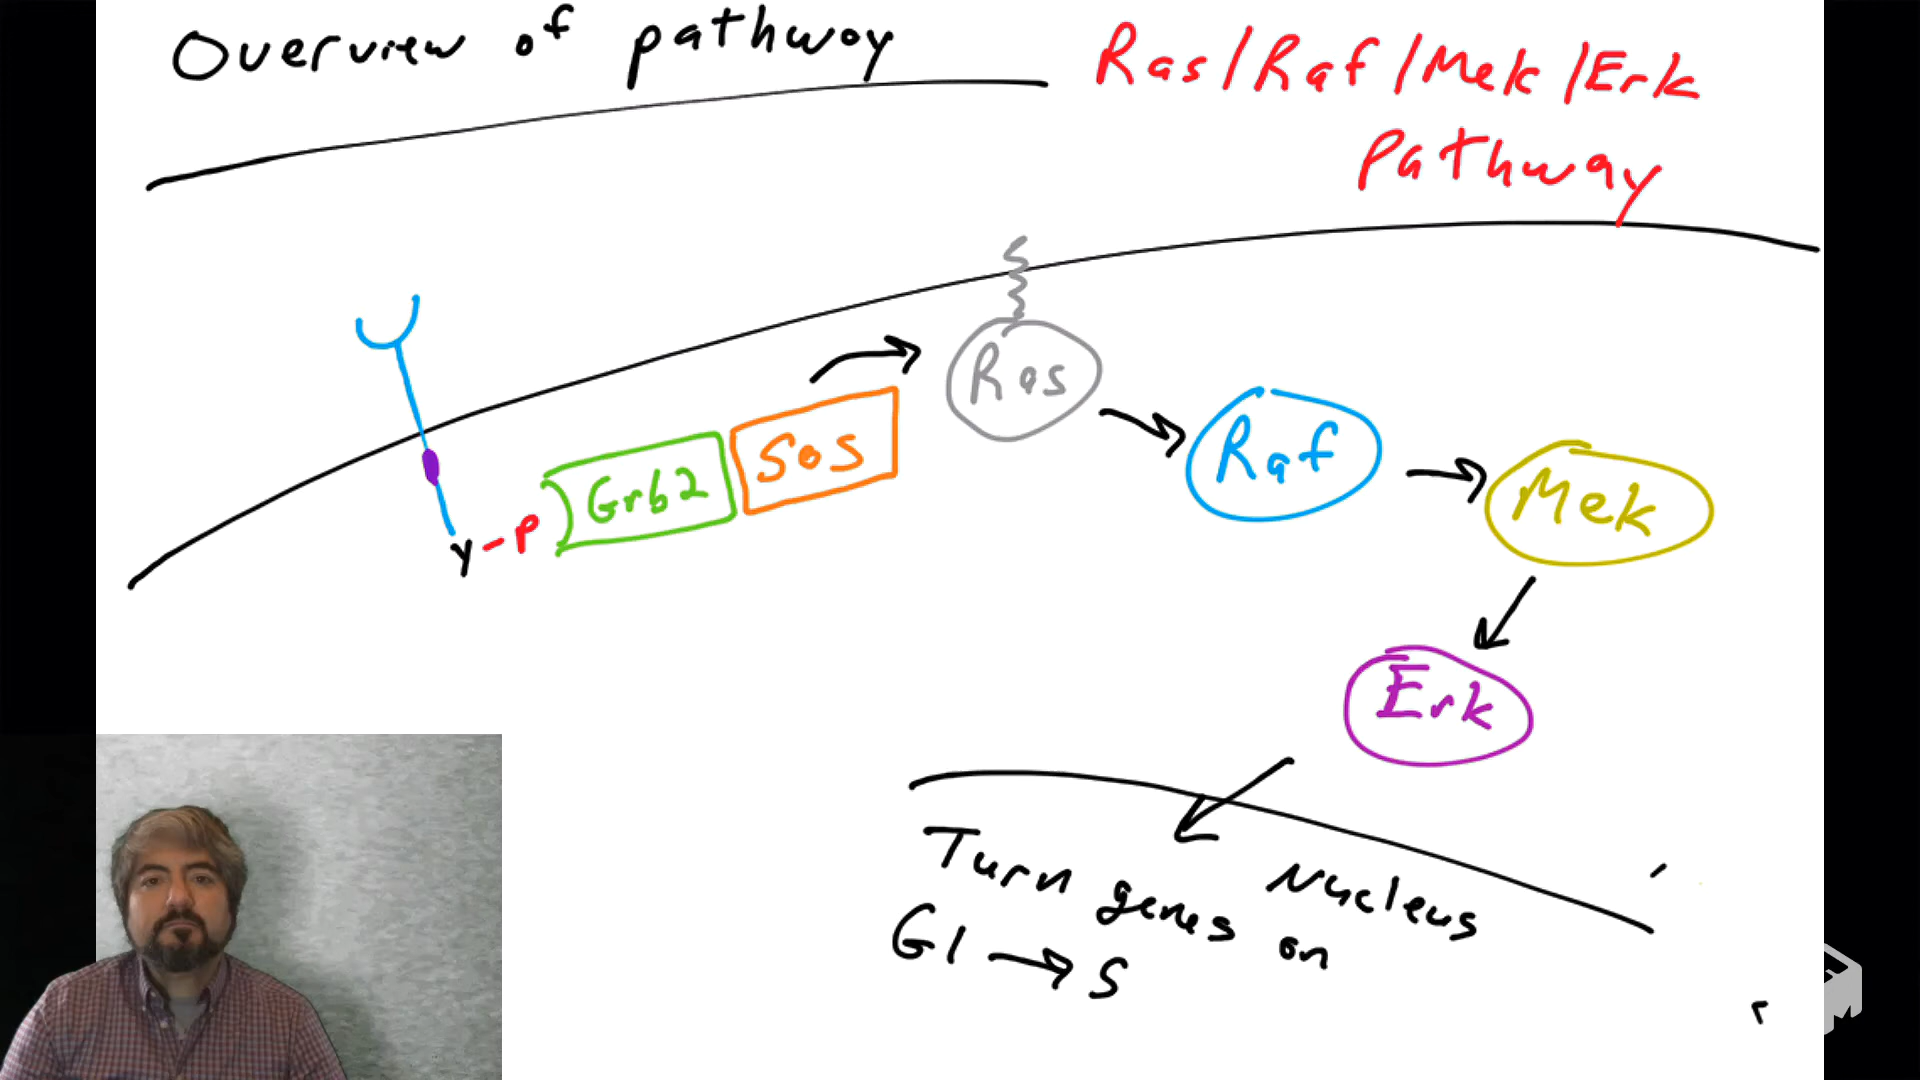 Overview of pathway
Ras/Raf/Mek/Erk
Pathway
Ras
Raf
Mek
Sos
Grb2
Y-P
Erk
Nucleus
Turn genes on
G1 → S